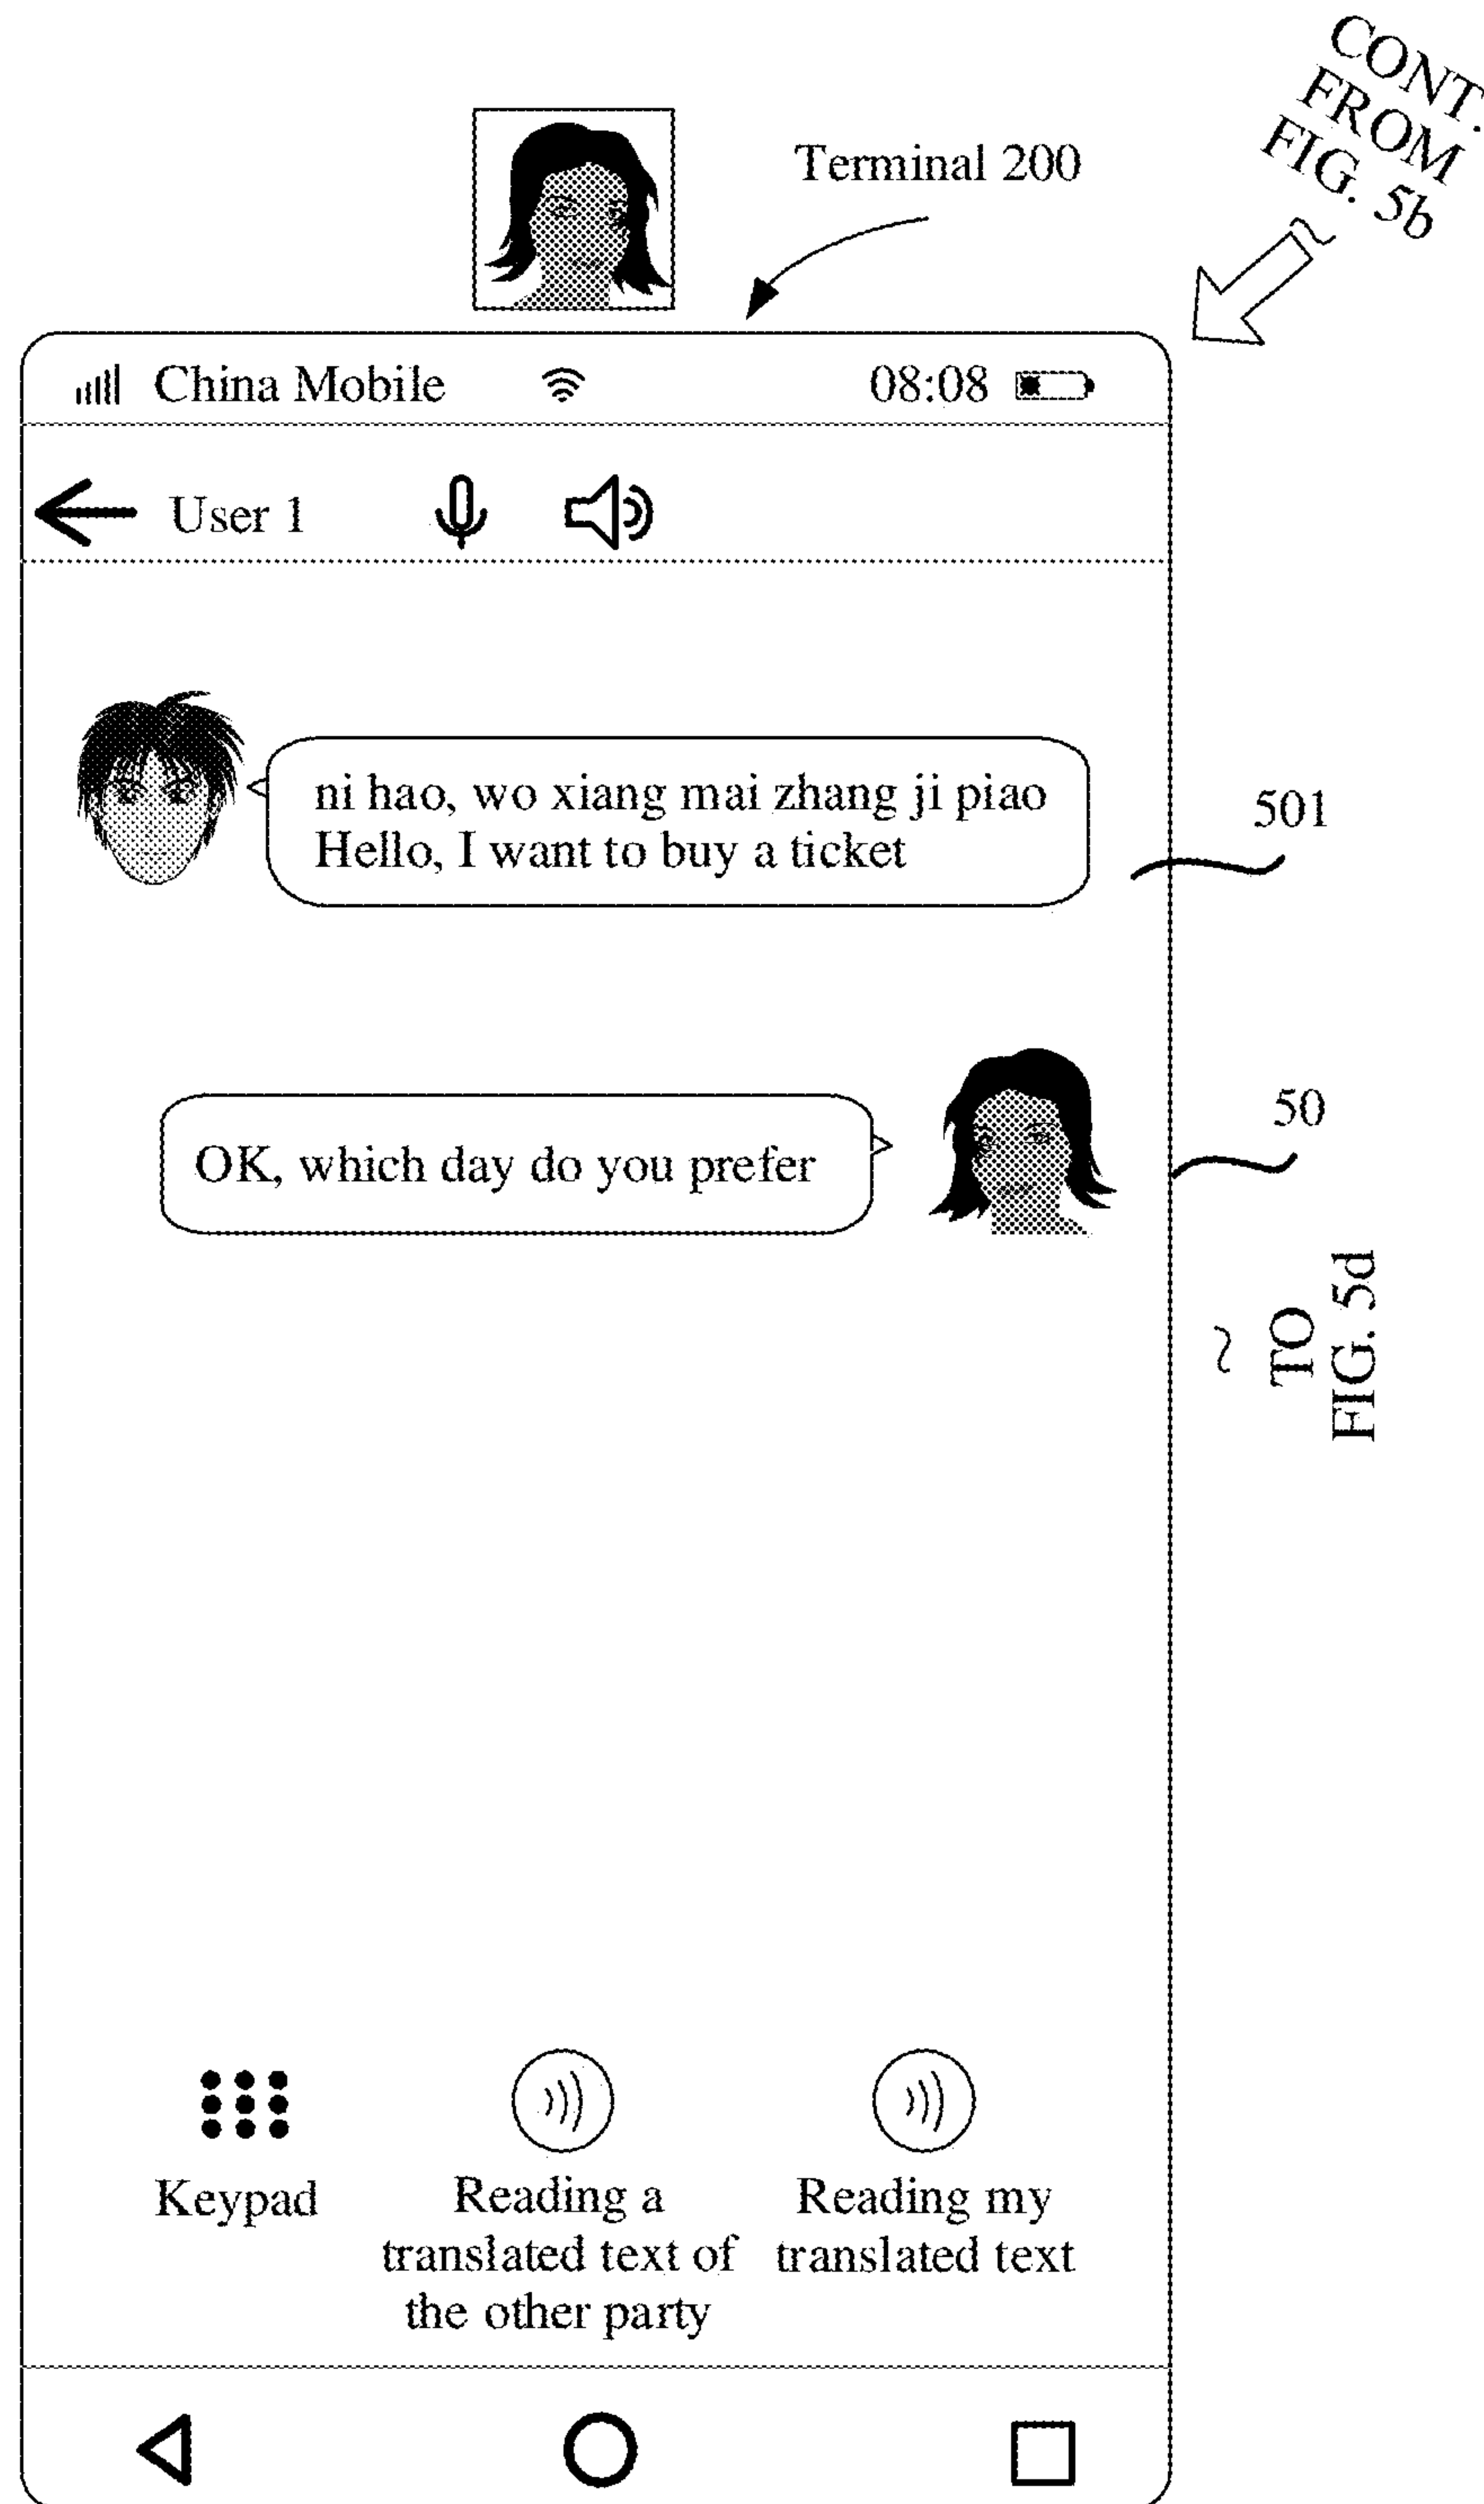 CONT.
FROM
FIG. 5b
Terminal 200
China Mobile 08:08
User 1
ni hao, wo xiang mai zhang ji piao
Hello, I want to buy a ticket
501
50
OK, which day do you prefer
TO
FIG. 5d
Keypad
Reading a
translated text of
the other party
Reading my
translated text